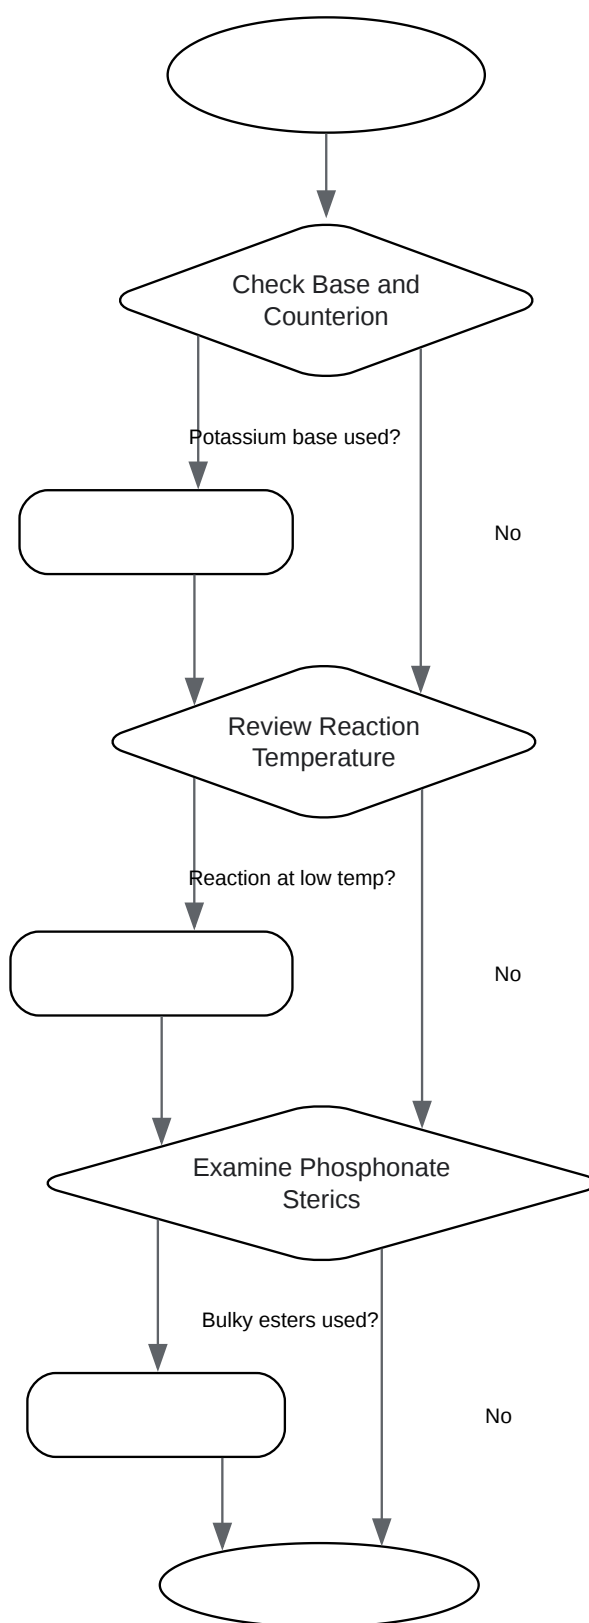 Check Base and
Counterion
Potassium base used?
No
Review Reaction
Temperature
Reaction at low temp?
No
Examine Phosphonate
Sterics
Bulky esters used?
No